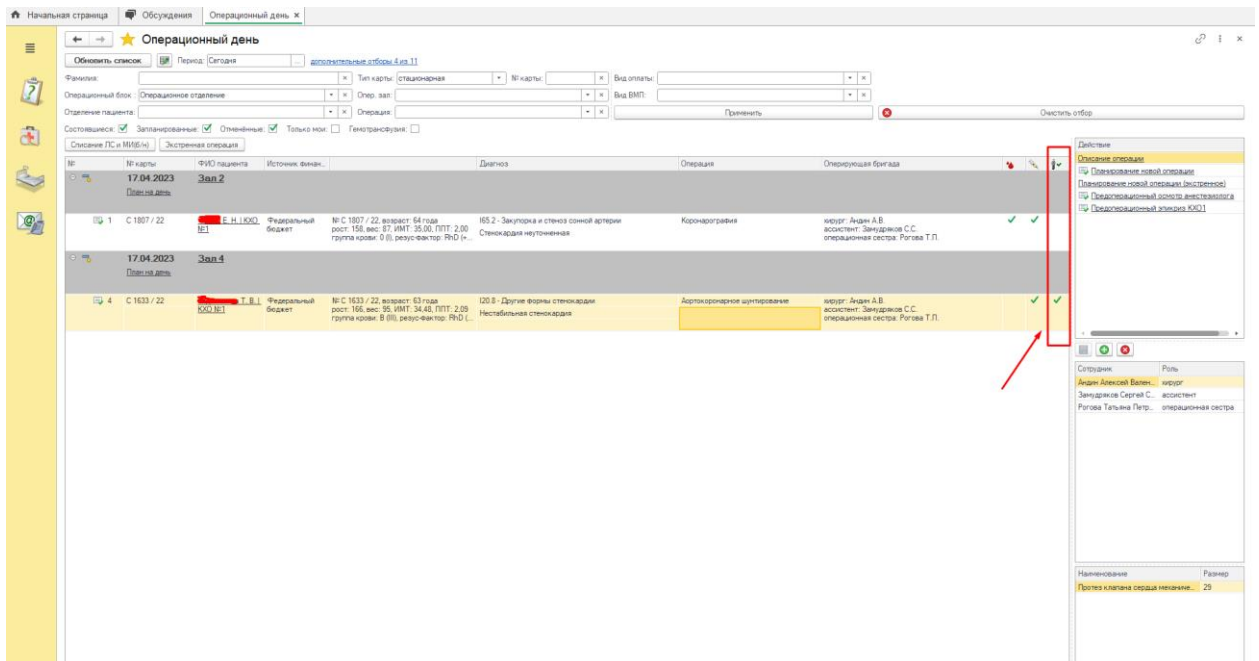 Начальная страница
Обсуждения
Операционный день ×
Операционный день
Обновить список
Период: Сегодня
...
дополнительные отборы 4 из 11
Фамилия:
Тип карты: стационарная
№ карты:
Вид оплаты:
Операционный блок: Операционное отделение
Опер. зал:
Вид ВМП:
Отделение пациента:
Операция:
Применить
Очистить отбор
Состоявшиеся:
Запланированные:
Отменённые:
Только мои:
Гемотрансфузия:
Списание ЛС и МИ(б/н)
Экстренная операция
№
№ карты
ФИО пациента
Источник финан...
Диагноз
Операция
Оперирующая бригада
17.04.2023
Зал 2
План на день
1
С 1807 / 22
Е. Н. | КХО
№1
Федеральный
бюджет
№ С 1807 / 22, возраст: 64 года
рост: 158, вес: 87, ИМТ: 35,00, ППТ: 2,00
группа крови: 0 (I), резус-фактор: RhD (+...
I65.2 - Закупорка и стеноз сонной артерии
Стенокардия неуточненная
Коронарография
хирург: Андин А.В.
ассистент: Замудряков С.С.
операционная сестра: Рогова Т.П.
17.04.2023
Зал 4
План на день
4
С 1633 / 22
Т. В. |
КХО №1
Федеральный
бюджет
№ С 1633 / 22, возраст: 63 года
рост: 166, вес: 95, ИМТ: 34,48, ППТ: 2,09
группа крови: B (III), резус-фактор: RhD (...
I20.8 - Другие формы стенокардии
Нестабильная стенокардия
Аортокоронарное шунтирование
хирург: Андин А.В.
ассистент: Замудряков С.С.
операционная сестра: Рогова Т.П.
Действие
Описание операции
Планирование новой операции
Планирование новой операции (экстренное)
Предоперационный осмотр анестезиолога
Предоперационный эпикриз КХО1
Сотрудник
Роль
Андин Алексей Вален...
хирург
Замудряков Сергей С...
ассистент
Рогова Татьяна Петр...
операционная сестра
Наименование
Размер
Протез клапана сердца механиче...
29